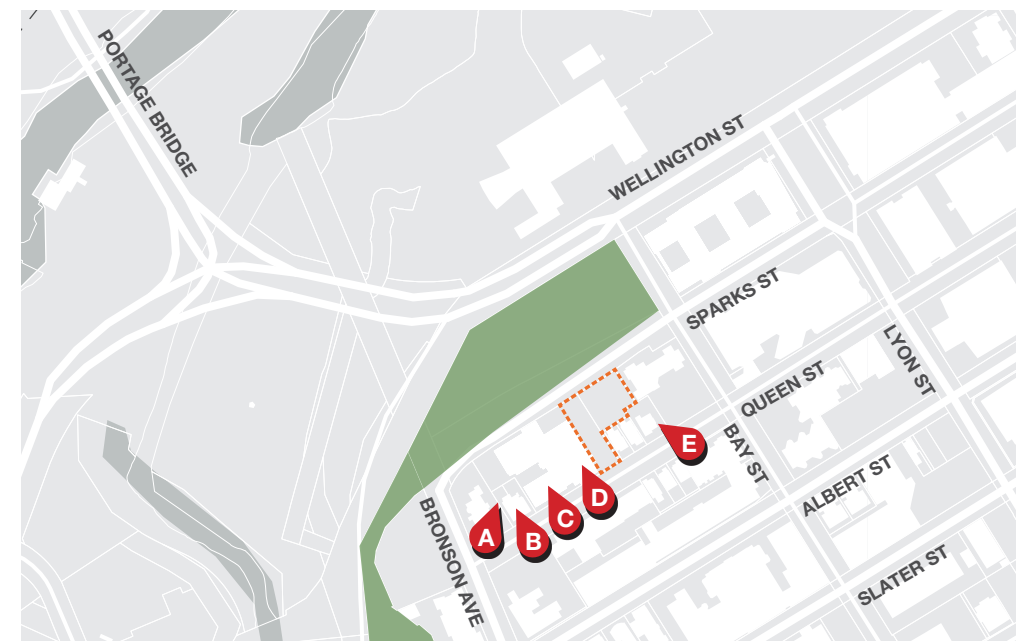 PORTAGE BRIDGE
WELLINGTON ST
SPARKS ST
LYON ST
QUEEN ST
BAY ST
ALBERT ST
BRONSON AVE
SLATER ST
A
B
C
D
E